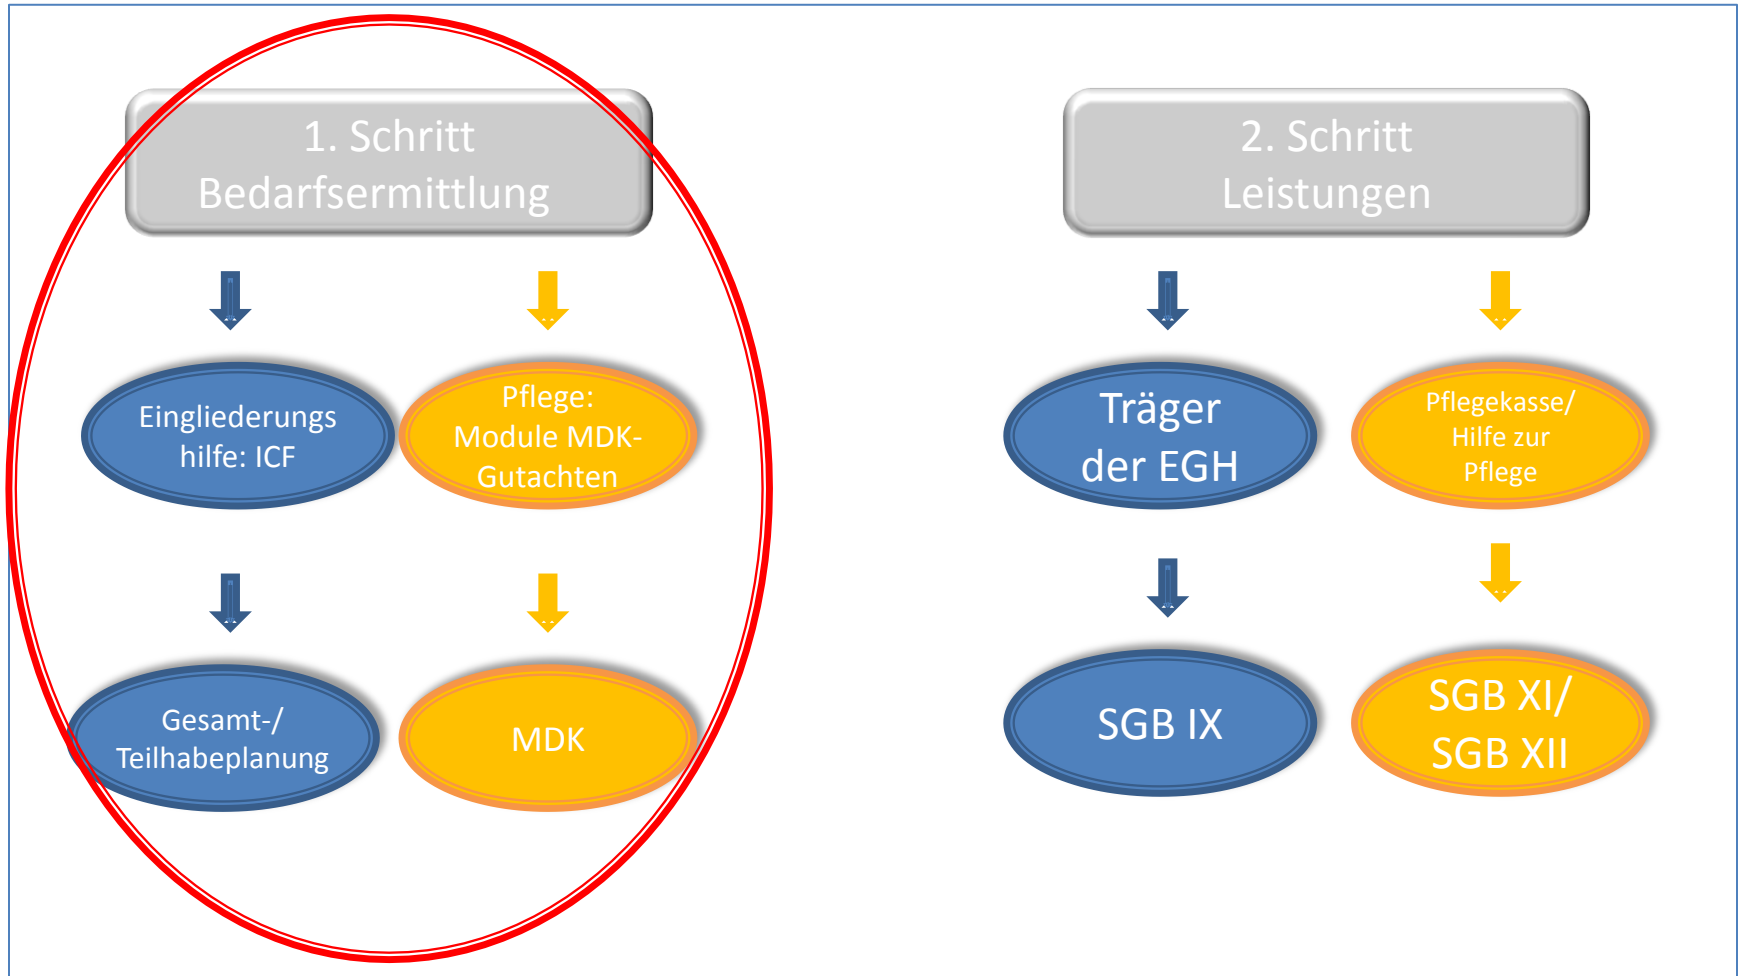 1. Schritt
Bedarfsermittlung
Eingliederungs
hilfe: ICF
Pflege:
Module MDK-
Gutachten
Gesamt-/
Teilhabeplanung
MDK
2. Schritt
Leistungen
Träger
der EGH
Pflegekasse/
Hilfe zur
Pflege
SGB IX
SGB XI/
SGB XII